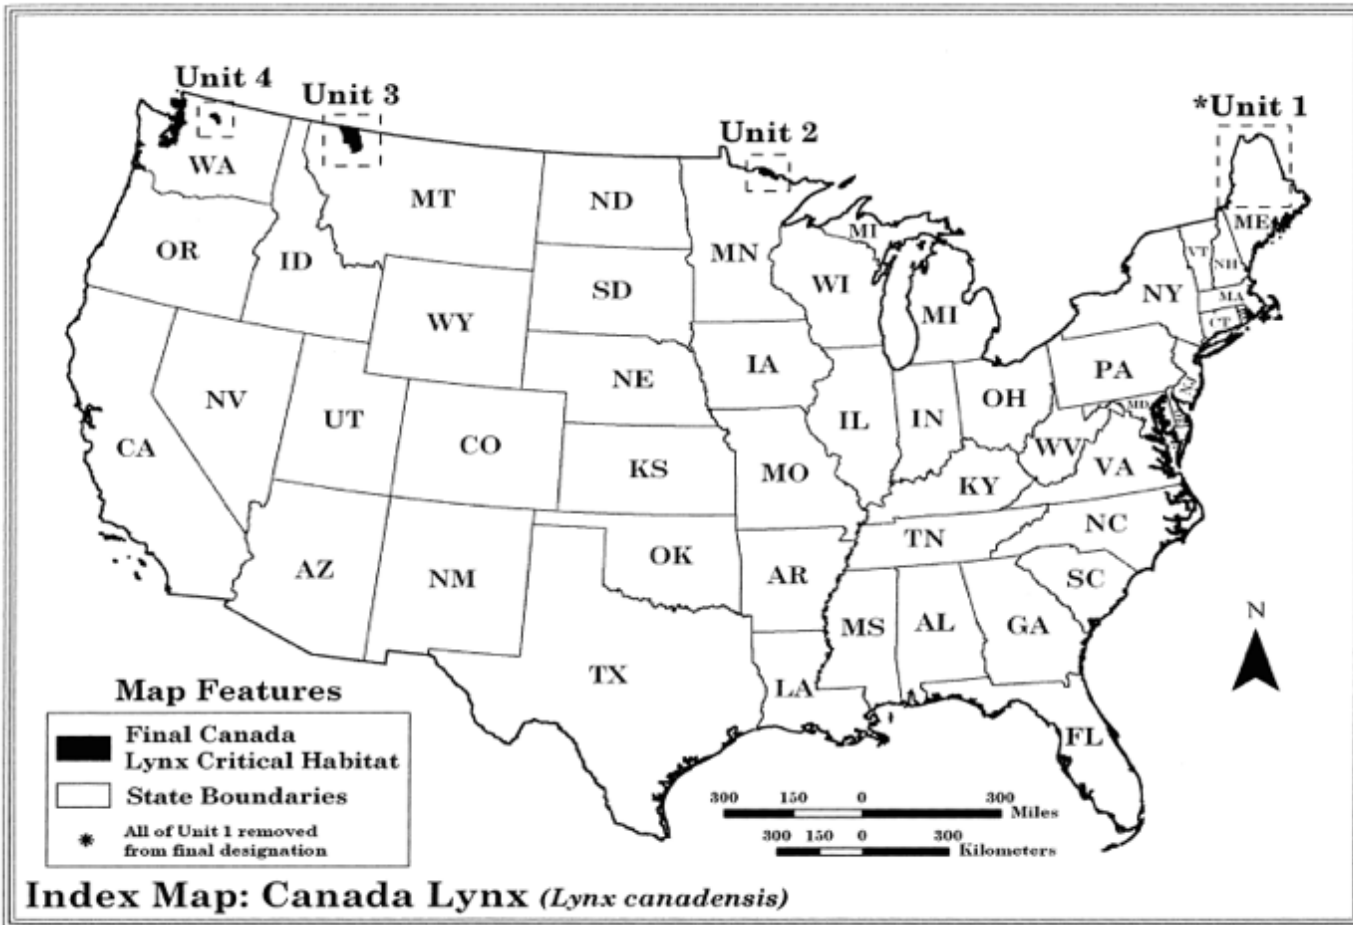 Unit 4
Unit 3
Unit 2
*Unit 1
WA
MT
ND
MN
MI
ME
VT
NH
OR
ID
SD
WI
MI
NY
MA
CT
WY
IA
PA
NE
NV
UT
CO
IL
IN
OH
NJ
MD
CA
KS
MO
WV
VA
KY
NC
TN
OK
AZ
NM
AR
SC
MS
AL
GA
TX
LA
FL
N
Map Features
Final Canada
Lynx Critical Habitat
State Boundaries
* All of Unit 1 removed
from final designation
300 150 0 300
Miles
300 150 0 300
Kilometers
Index Map: Canada Lynx (Lynx canadensis)